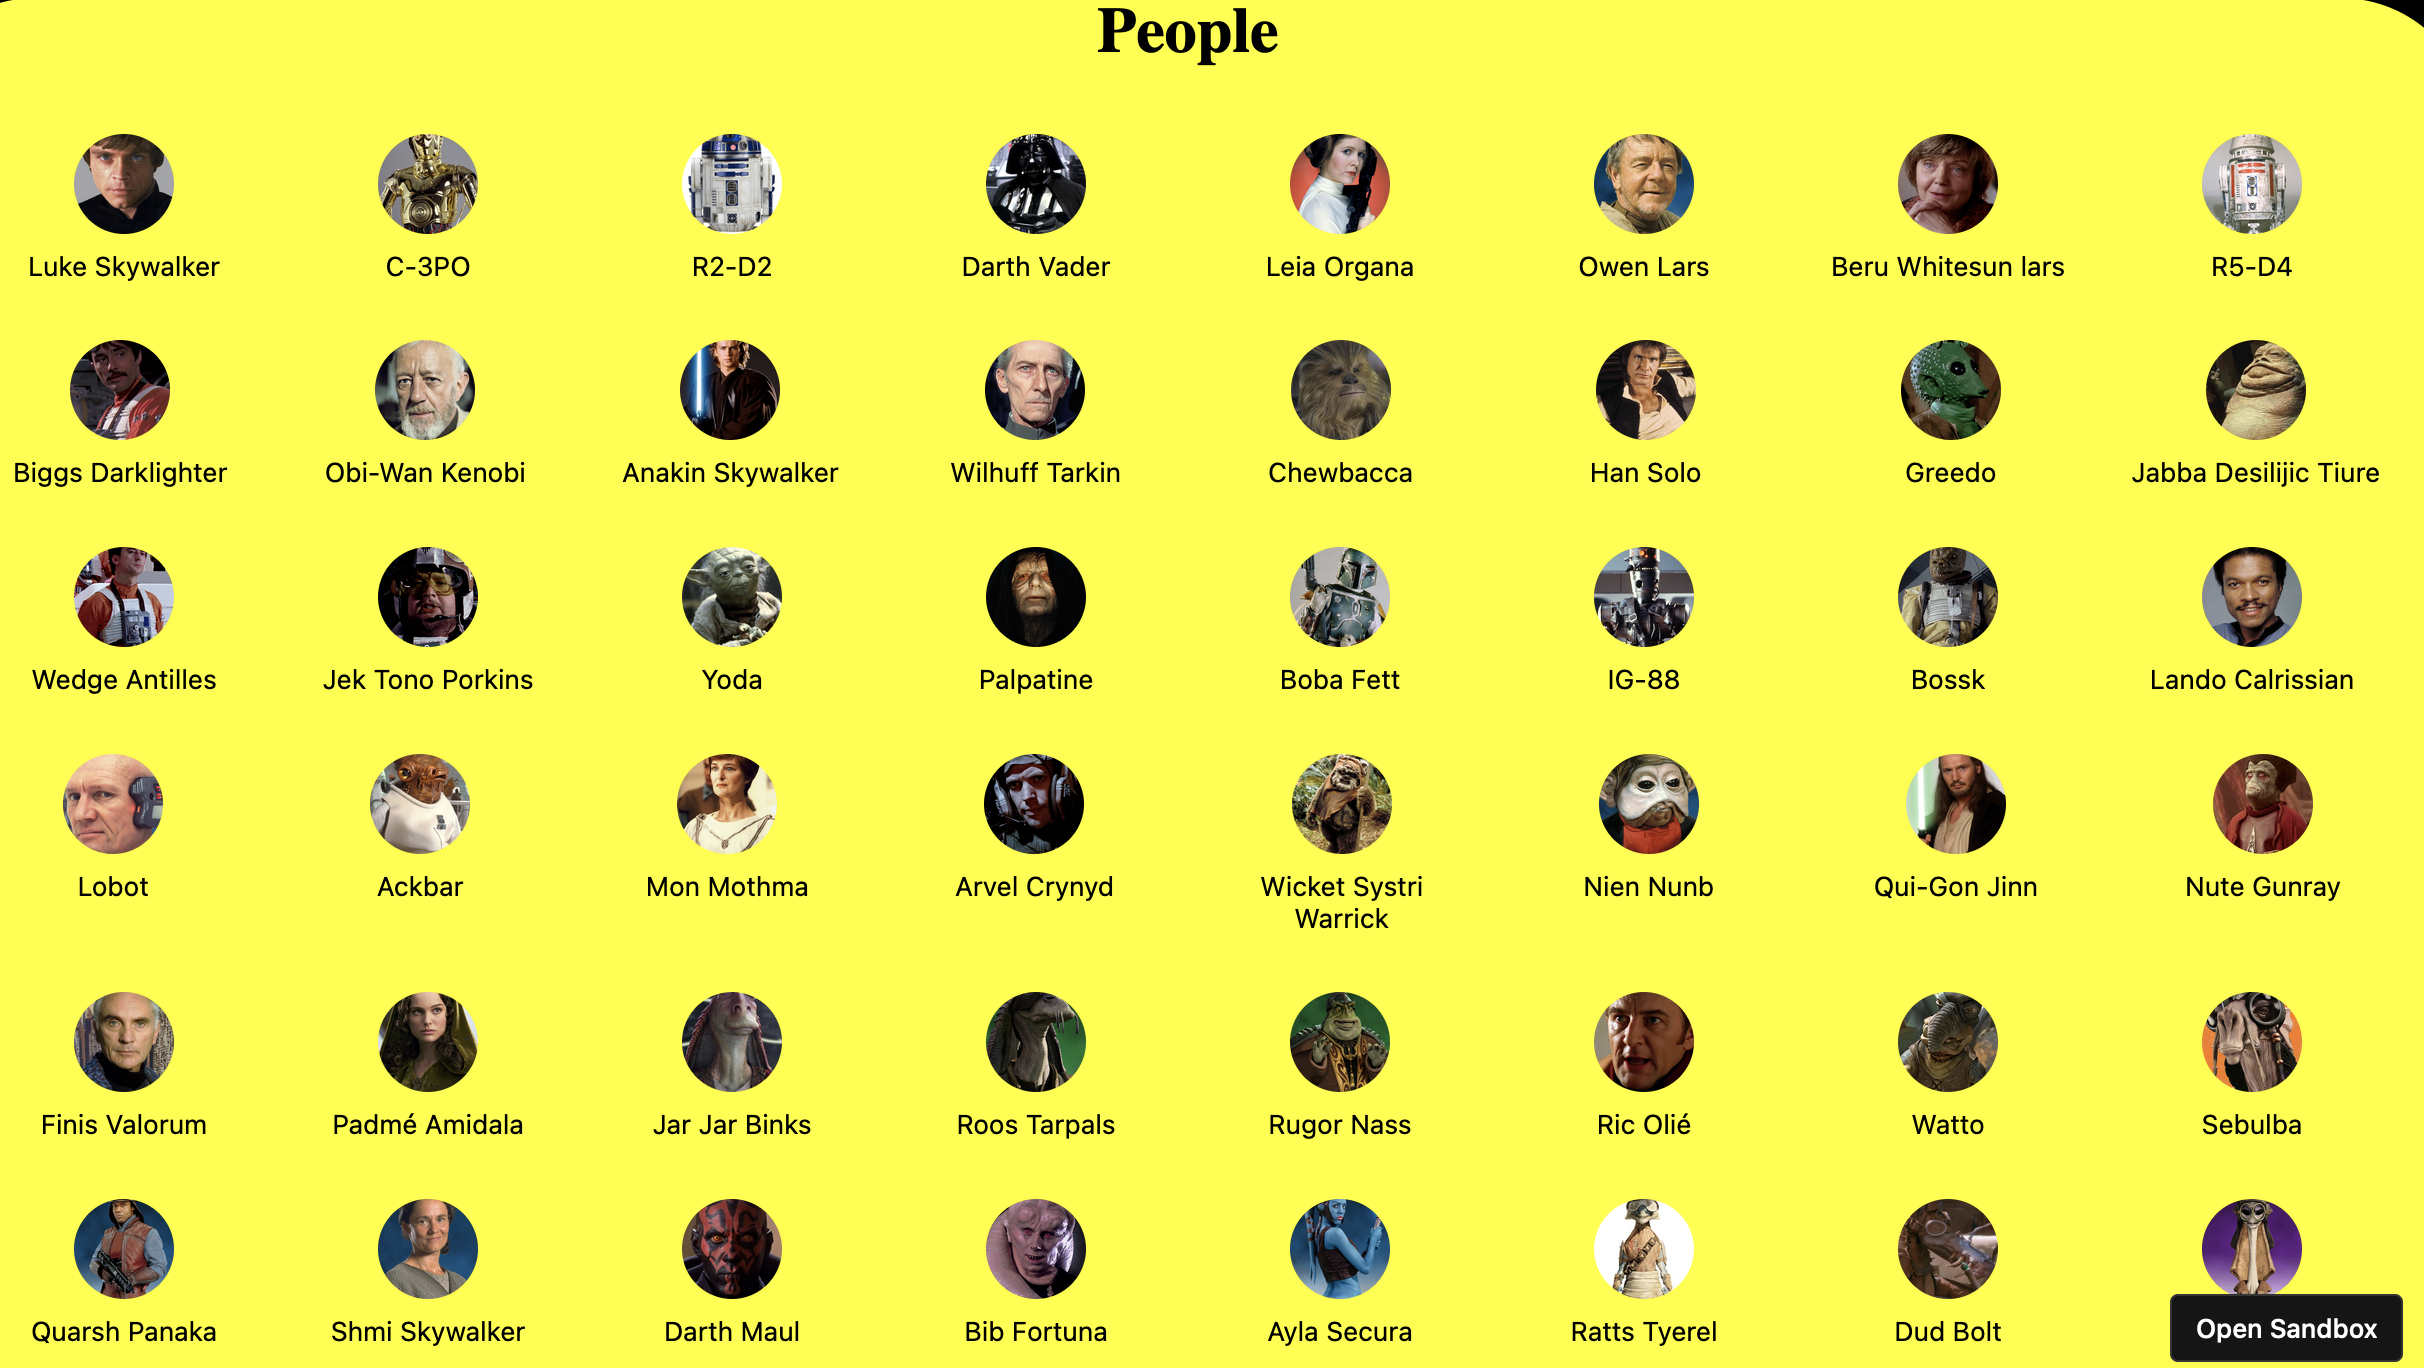 People
Luke Skywalker
C-3PO
R2-D2
Darth Vader
Leia Organa
Owen Lars
Beru Whitesun lars
R5-D4
Biggs Darklighter
Obi-Wan Kenobi
Anakin Skywalker
Wilhuff Tarkin
Chewbacca
Han Solo
Greedo
Jabba Desilijic Tiure
Wedge Antilles
Jek Tono Porkins
Yoda
Palpatine
Boba Fett
IG-88
Bossk
Lando Calrissian
Lobot
Ackbar
Mon Mothma
Arvel Crynyd
Wicket Systri
Warrick
Nien Nunb
Qui-Gon Jinn
Nute Gunray
Finis Valorum
Padmé Amidala
Jar Jar Binks
Roos Tarpals
Rugor Nass
Ric Olié
Watto
Sebulba
Quarsh Panaka
Shmi Skywalker
Darth Maul
Bib Fortuna
Ayla Secura
Ratts Tyerel
Dud Bolt
Open Sandbox